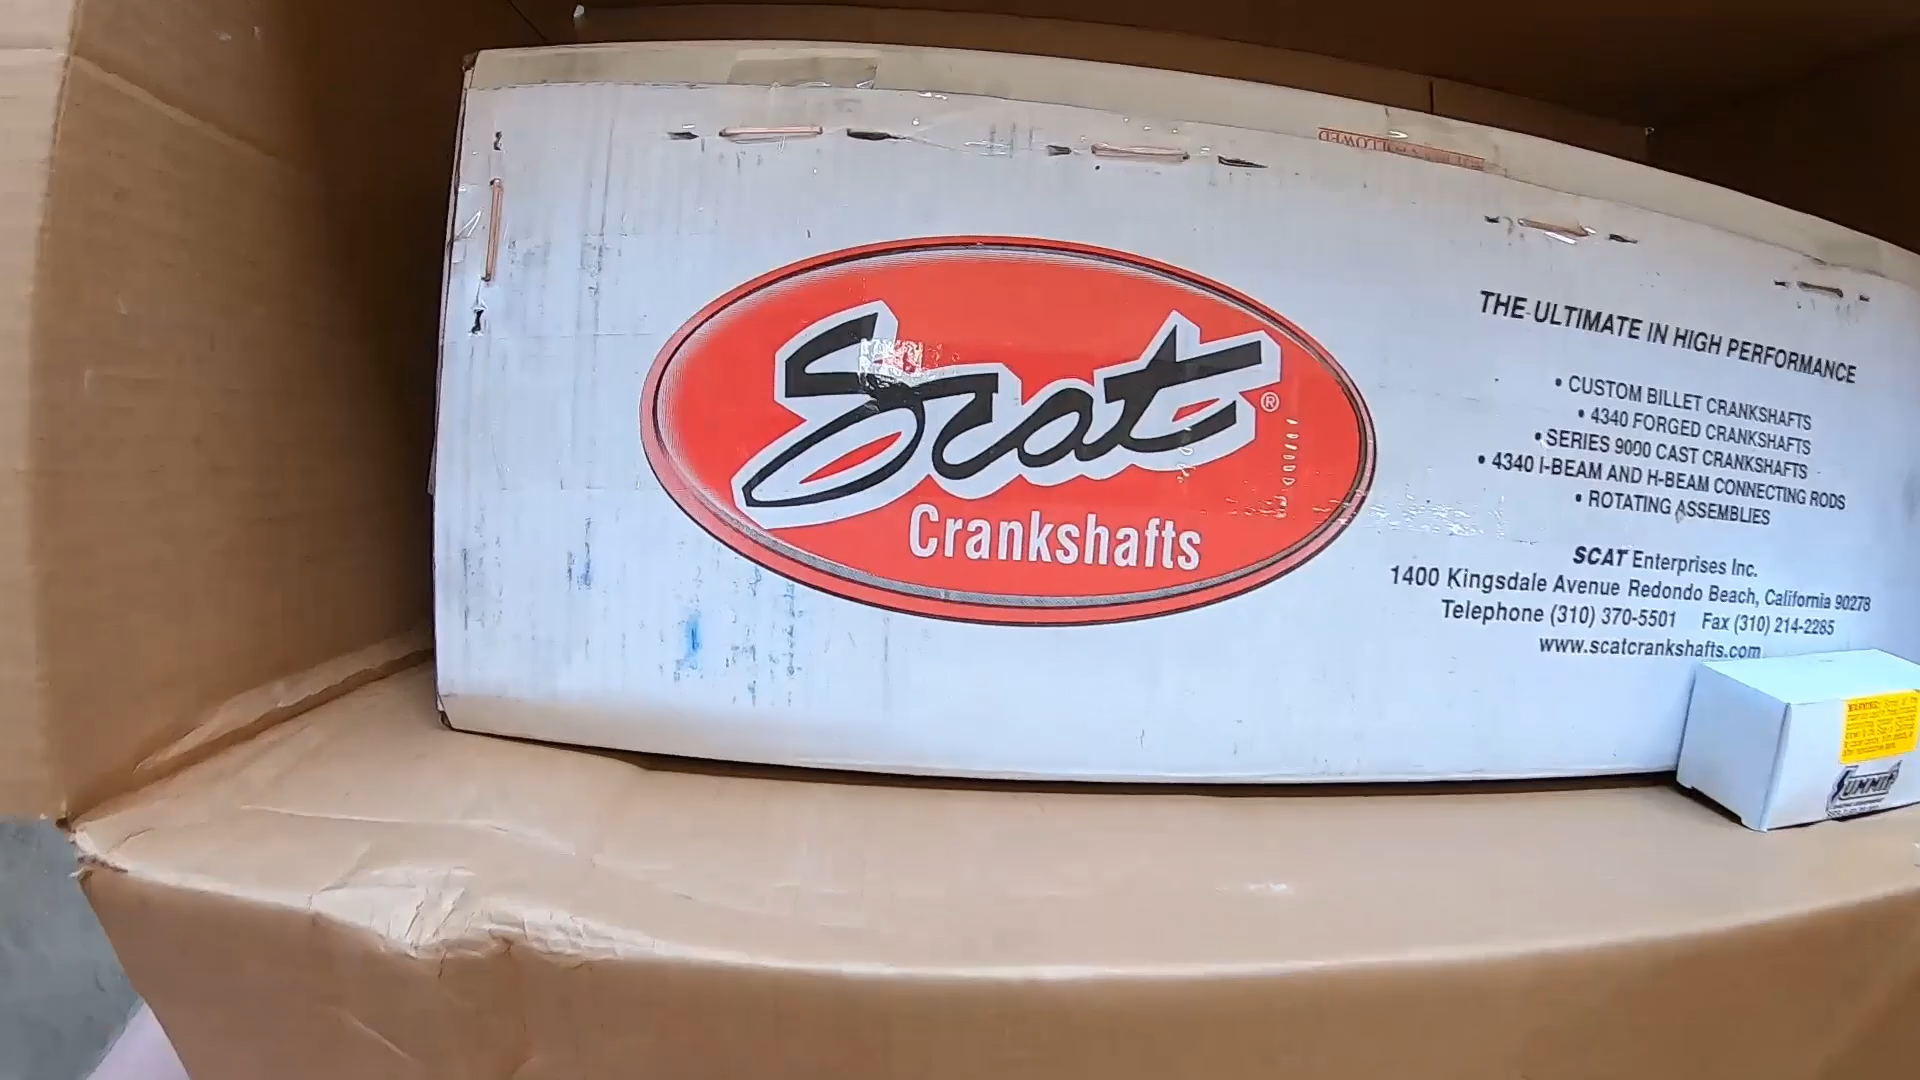 Scat®
Crankshafts
THE ULTIMATE IN HIGH PERFORMANCE
• CUSTOM BILLET CRANKSHAFTS
• 4340 FORGED CRANKSHAFTS
• SERIES 9000 CAST CRANKSHAFTS
• 4340 I-BEAM AND H-BEAM CONNECTING RODS
• ROTATING ASSEMBLIES
SCAT Enterprises Inc.
1400 Kingsdale Avenue Redondo Beach, California 90278
Telephone (310) 370-5501 Fax (310) 214-2285
www.scatcrankshafts.com
WARNING:
SUMMIT